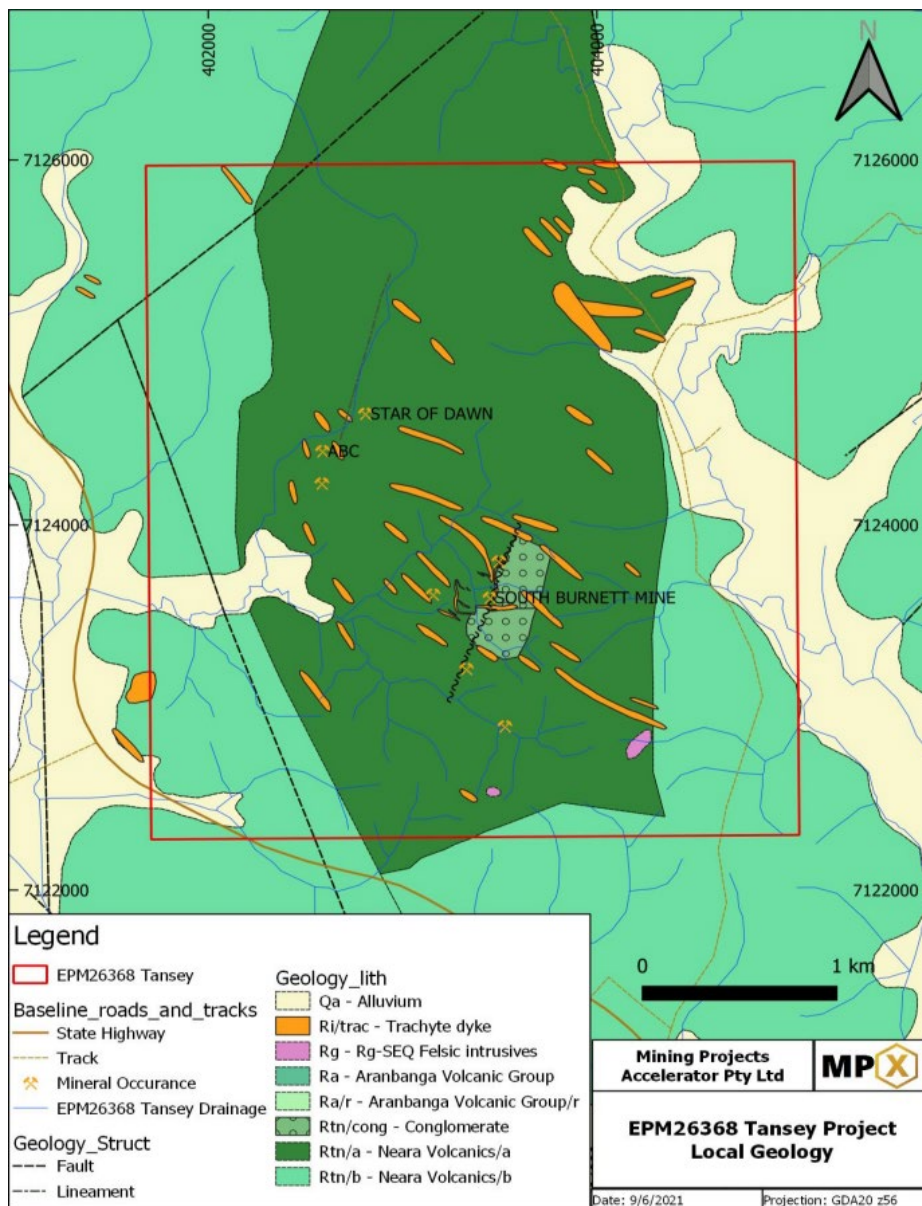 402000
404000
N
7126000
7126000
STAR OF DAWN
ABC
7124000
7124000
SOUTH BURNETT MINE
7122000
7122000
Legend
EPM26368 Tansey
Baseline_roads_and_tracks
State Highway
Track
Mineral Occurance
EPM26368 Tansey Drainage
Geology_Struct
Fault
Lineament
Geology_lith
Qa - Alluvium
Ri/trac - Trachyte dyke
Rg - Rg-SEQ Felsic intrusives
Ra - Aranbanga Volcanic Group
Ra/r - Aranbanga Volcanic Group/r
Rtn/cong - Conglomerate
Rtn/a - Neara Volcanics/a
Rtn/b - Neara Volcanics/b
0 1 km
Mining Projects
Accelerator Pty Ltd
MPX
EPM26368 Tansey Project
Local Geology
Date: 9/6/2021
Projection: GDA20 z56